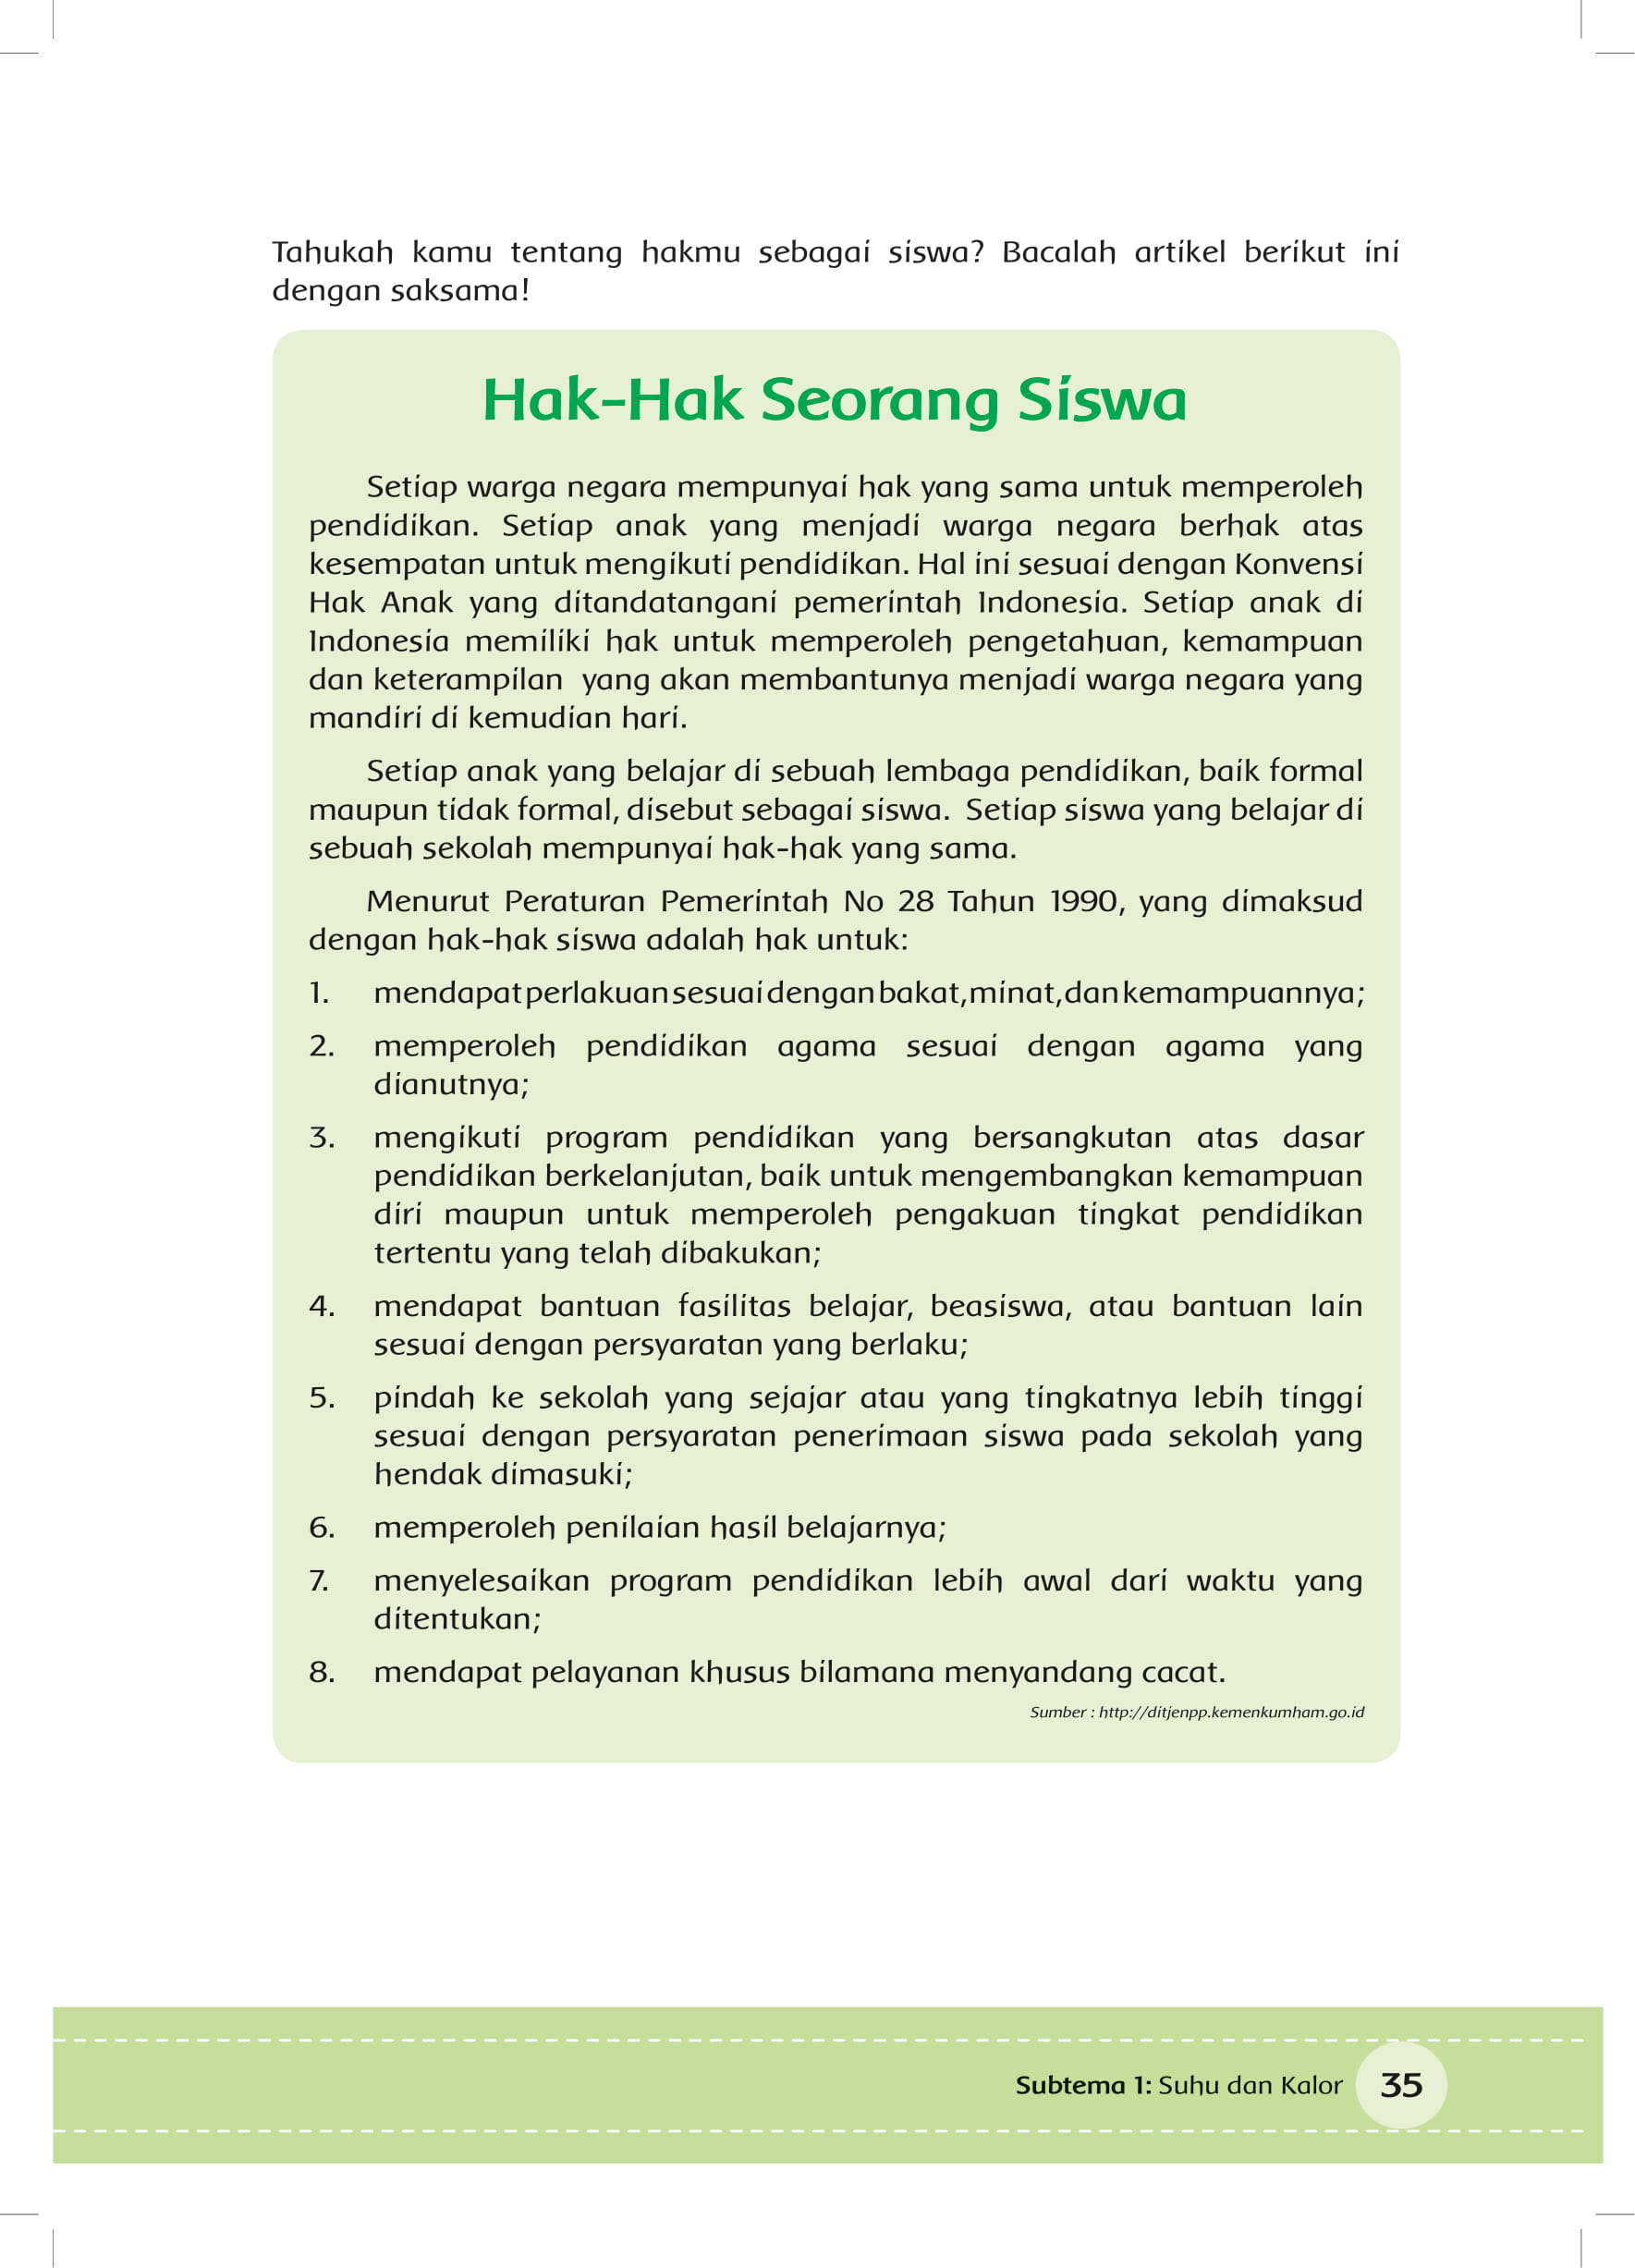 Tahukah kamu tentang hakmu sebagai siswa? Bacalah artikel berikut ini
dengan saksama!
Hak-Hak Seorang Siswa
Setiap warga negara mempunyai hak yang sama untuk memperoleh
pendidikan. Setiap anak yang menjadi warga negara berhak atas
kesempatan untuk mengikuti pendidikan. Hal ini sesuai dengan Konvensi
Hak Anak yang ditandatangani pemerintah Indonesia. Setiap anak di
Indonesia memiliki hak untuk memperoleh pengetahuan, kemampuan
dan keterampilan yang akan membantunya menjadi warga negara yang
mandiri di kemudian hari.
Setiap anak yang belajar di sebuah lembaga pendidikan, baik formal
maupun tidak formal, disebut sebagai siswa. Setiap siswa yang belajar di
sebuah sekolah mempunyai hak-hak yang sama.
Menurut Peraturan Pemerintah No 28 Tahun 1990, yang dimaksud
dengan hak-hak siswa adalah hak untuk:
1. mendapat perlakuan sesuai dengan bakat, minat, dan kemampuannya;
2. memperoleh pendidikan agama sesuai dengan agama yang
dianutnya;
3. mengikuti program pendidikan yang bersangkutan atas dasar
pendidikan berkelanjutan, baik untuk mengembangkan kemampuan
diri maupun untuk memperoleh pengakuan tingkat pendidikan
tertentu yang telah dibakukan;
4. mendapat bantuan fasilitas belajar, beasiswa, atau bantuan lain
sesuai dengan persyaratan yang berlaku;
5. pindah ke sekolah yang sejajar atau yang tingkatnya lebih tinggi
sesuai dengan persyaratan penerimaan siswa pada sekolah yang
hendak dimasuki;
6. memperoleh penilaian hasil belajarnya;
7. menyelesaikan program pendidikan lebih awal dari waktu yang
ditentukan;
8. mendapat pelayanan khusus bilamana menyandang cacat.
Sumber : http://ditjenpp.kemenkumham.go.id
Subtema 1: Suhu dan Kalor 35